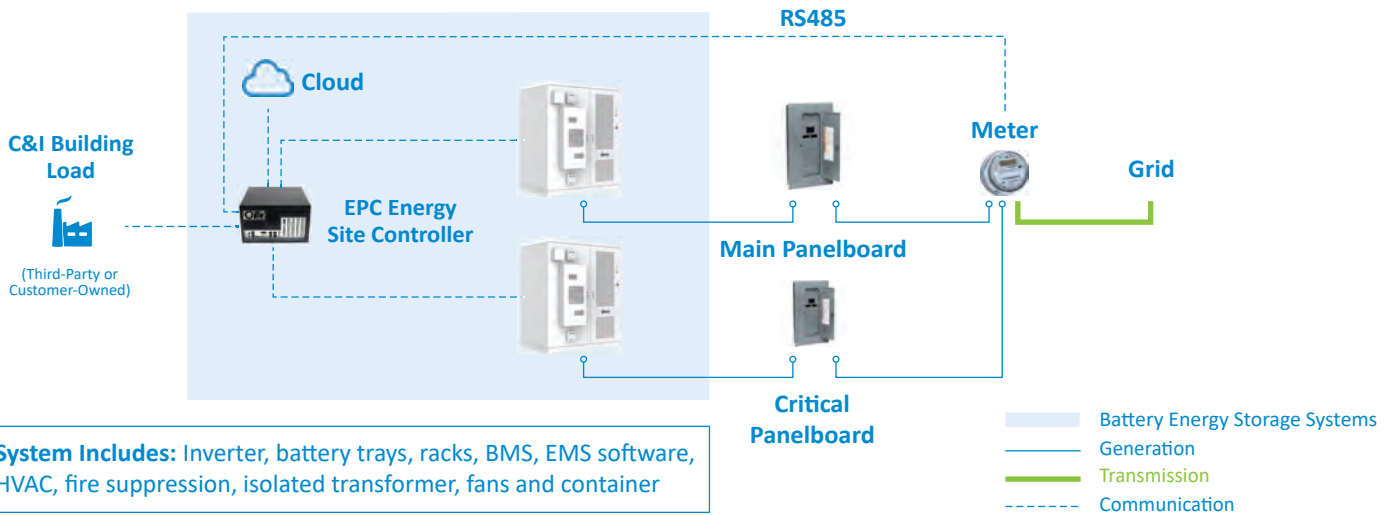 RS485
Cloud
C&I Building
Load
(Third-Party or
Customer-Owned)
EPC Energy
Site Controller
Meter
Grid
Main Panelboard
Critical
Panelboard
System Includes: Inverter, battery trays, racks, BMS, EMS software,
HVAC, fire suppression, isolated transformer, fans and container
Battery Energy Storage Systems
Generation
Transmission
Communication